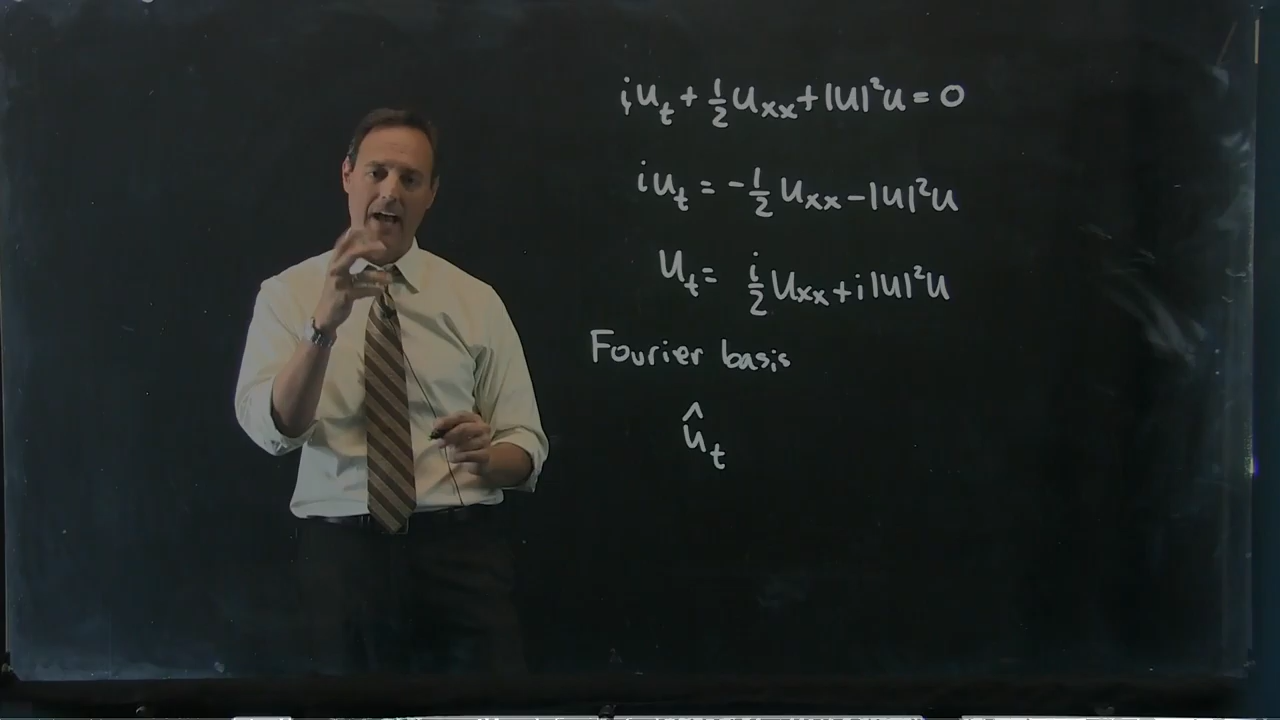 iu_t + ½u_xx + |u|²u = 0
iu_t = -½u_xx - |u|²u
u_t = i/2 u_xx + i|u|²u
Fourier basis
û_t